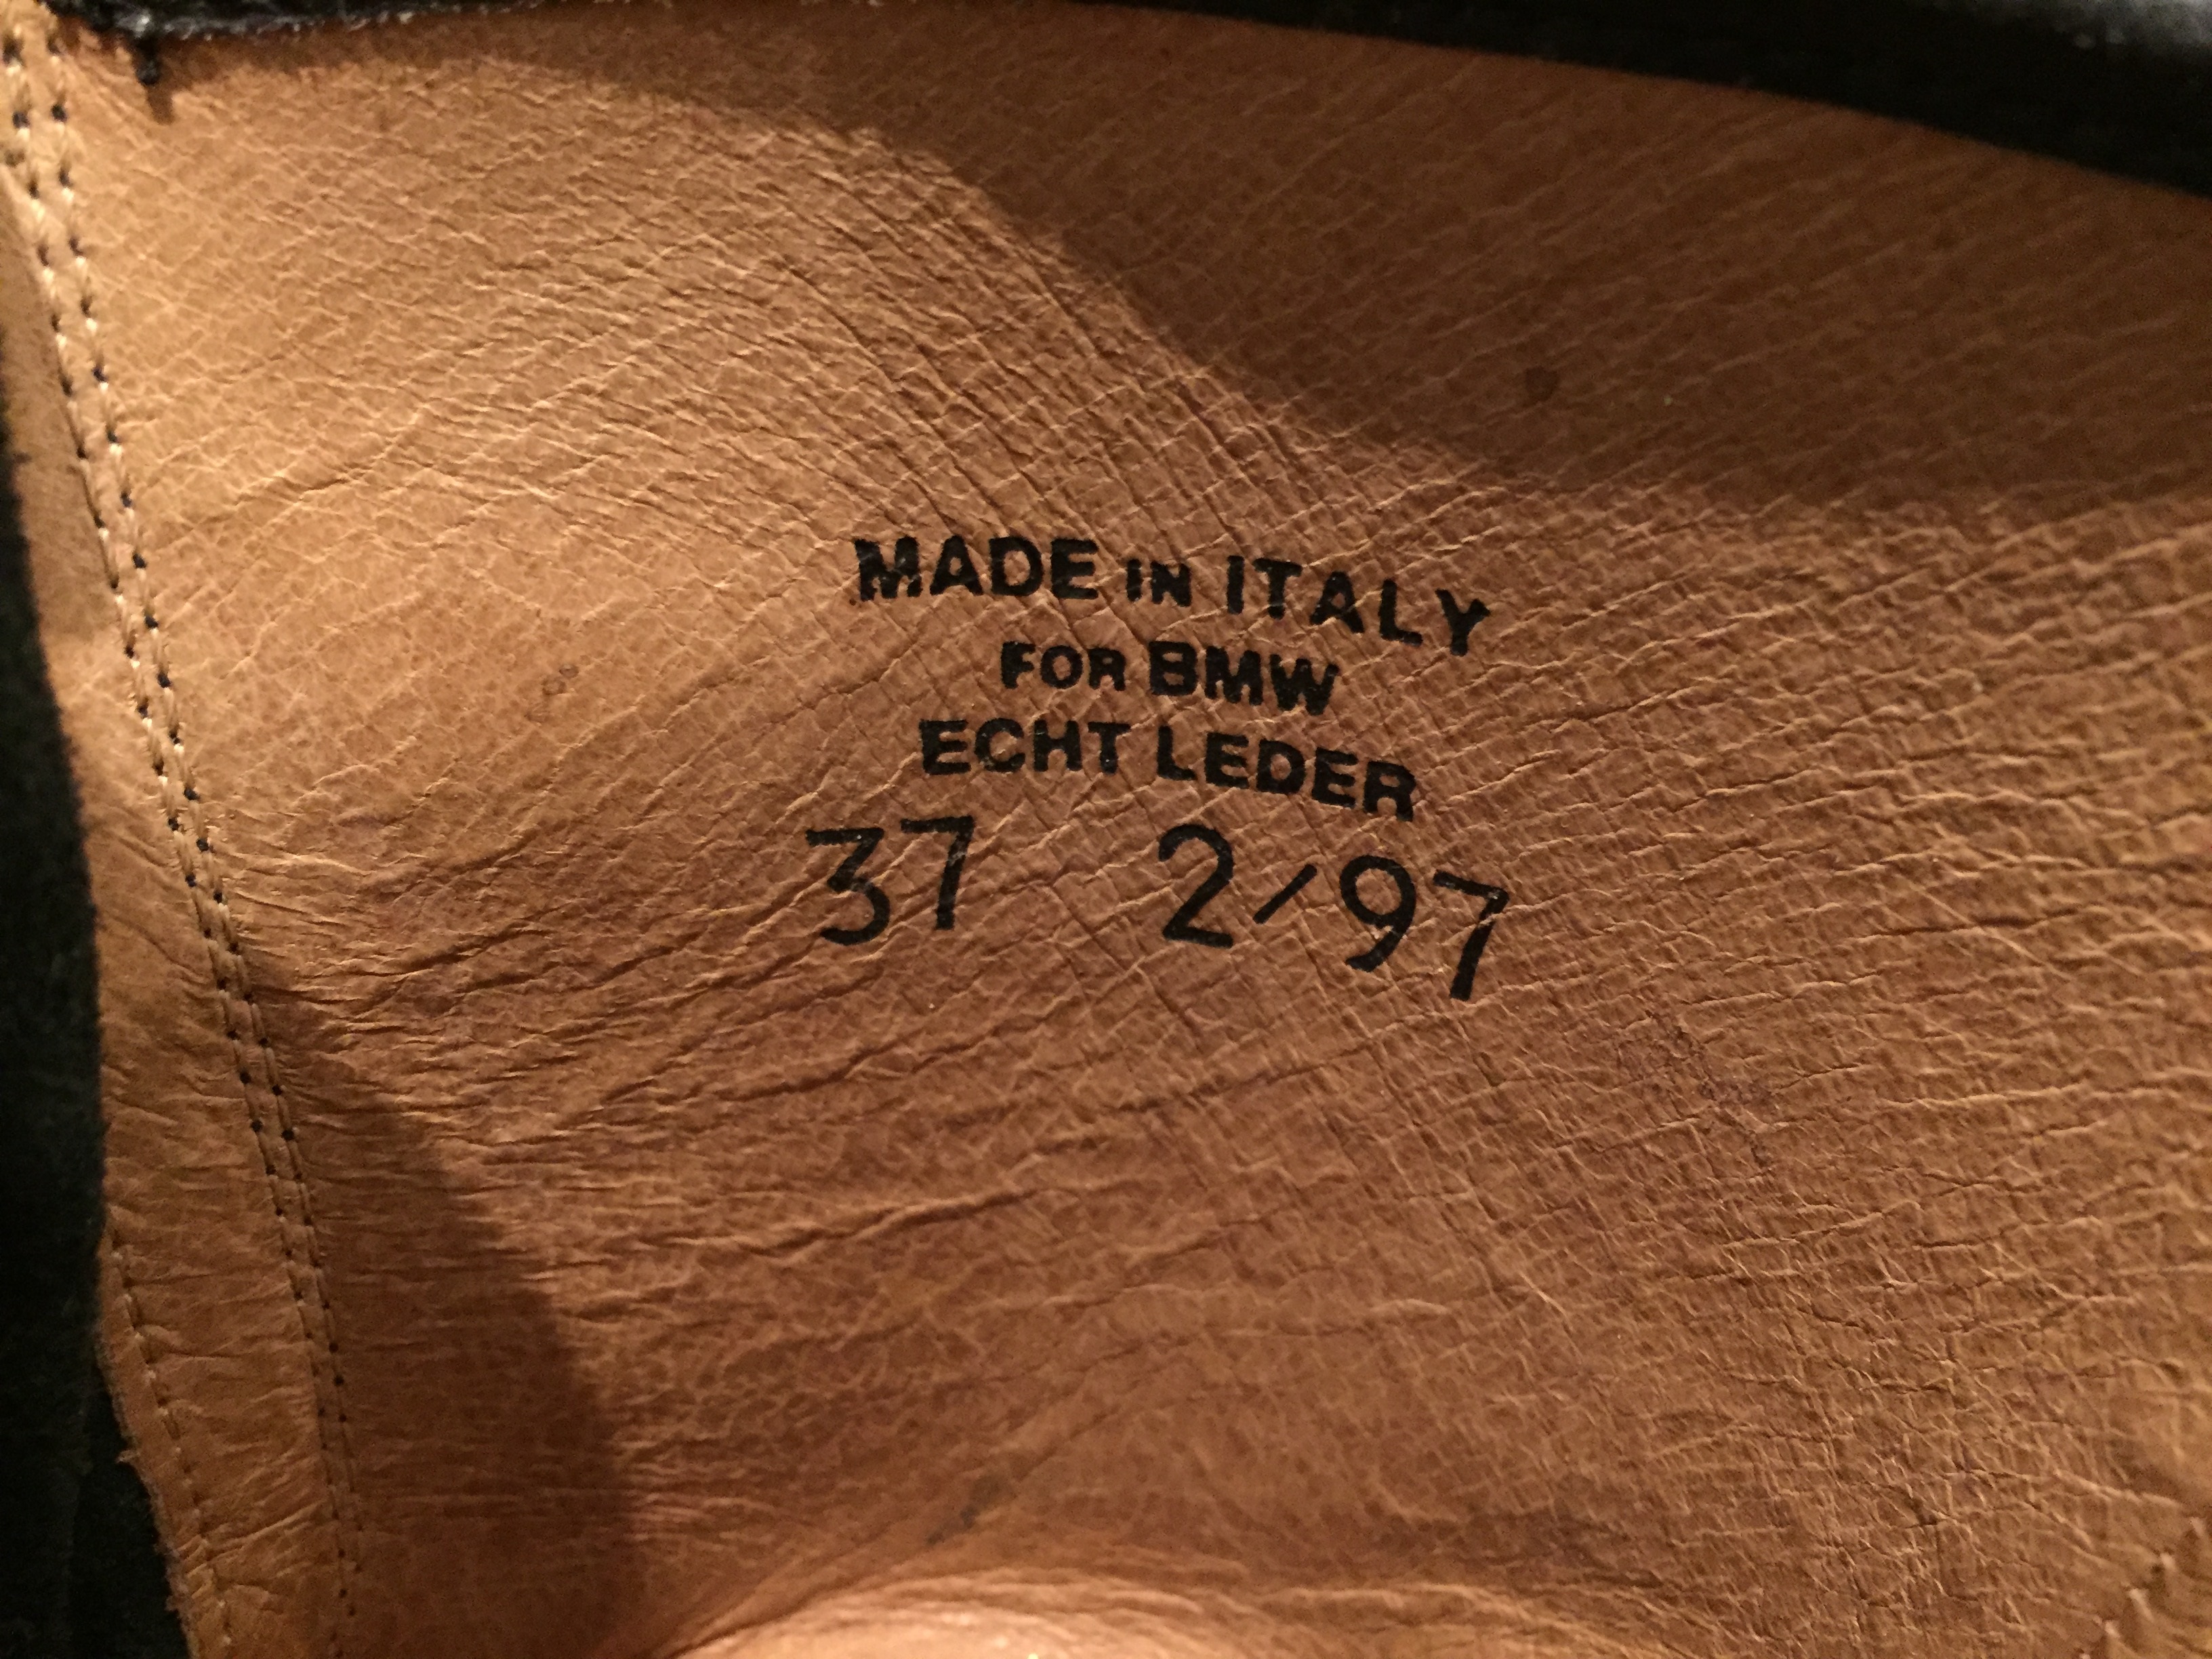 MADE IN ITALY
FOR BMW
ECHT LEDER
37 2/97